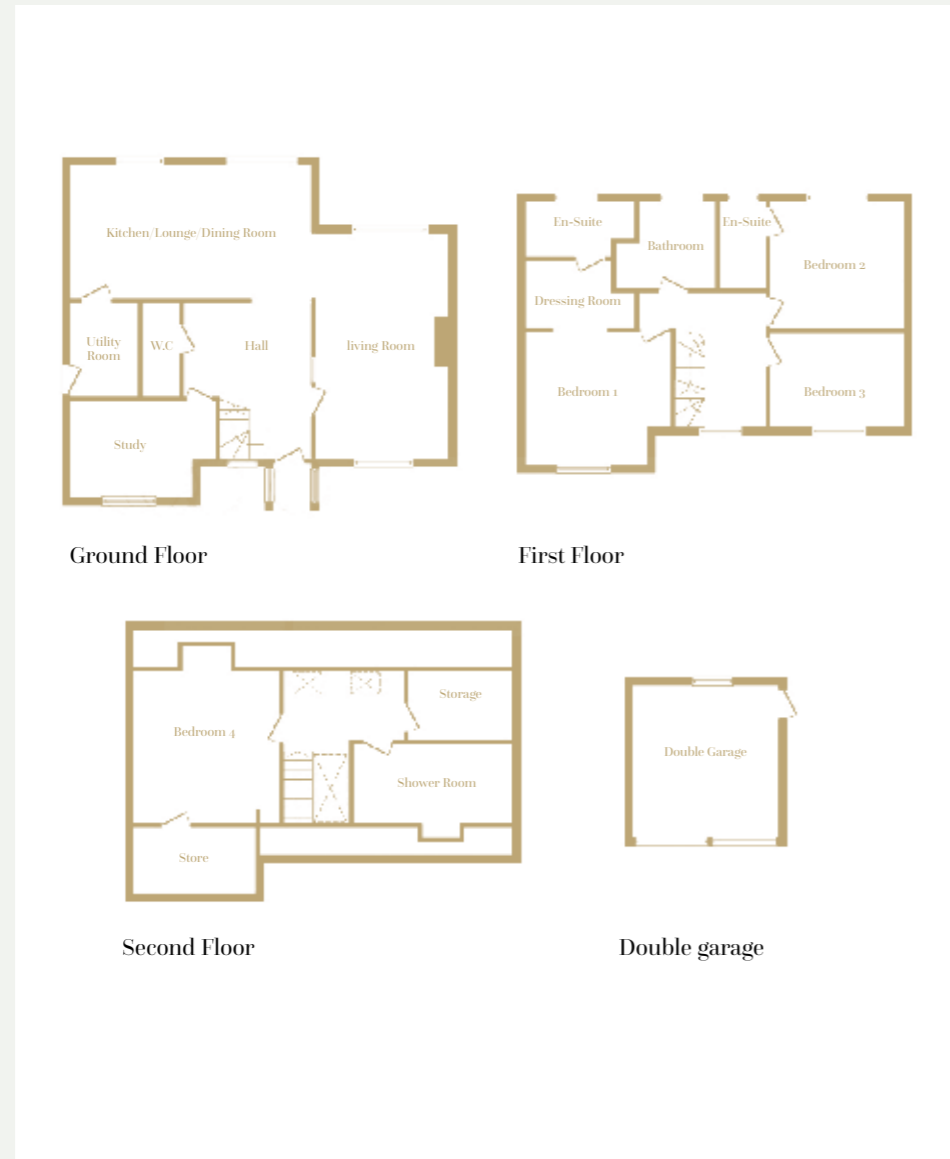 Kitchen/Lounge/Dining Room
Utility
Room
W.C
Hall
living Room
Study
Ground Floor
En-Suite
Bathroom
En-Suite
Bedroom 2
Dressing Room
Bedroom 1
Bedroom 3
First Floor
Bedroom 4
Storage
Shower Room
Store
Second Floor
Double Garage
Double garage